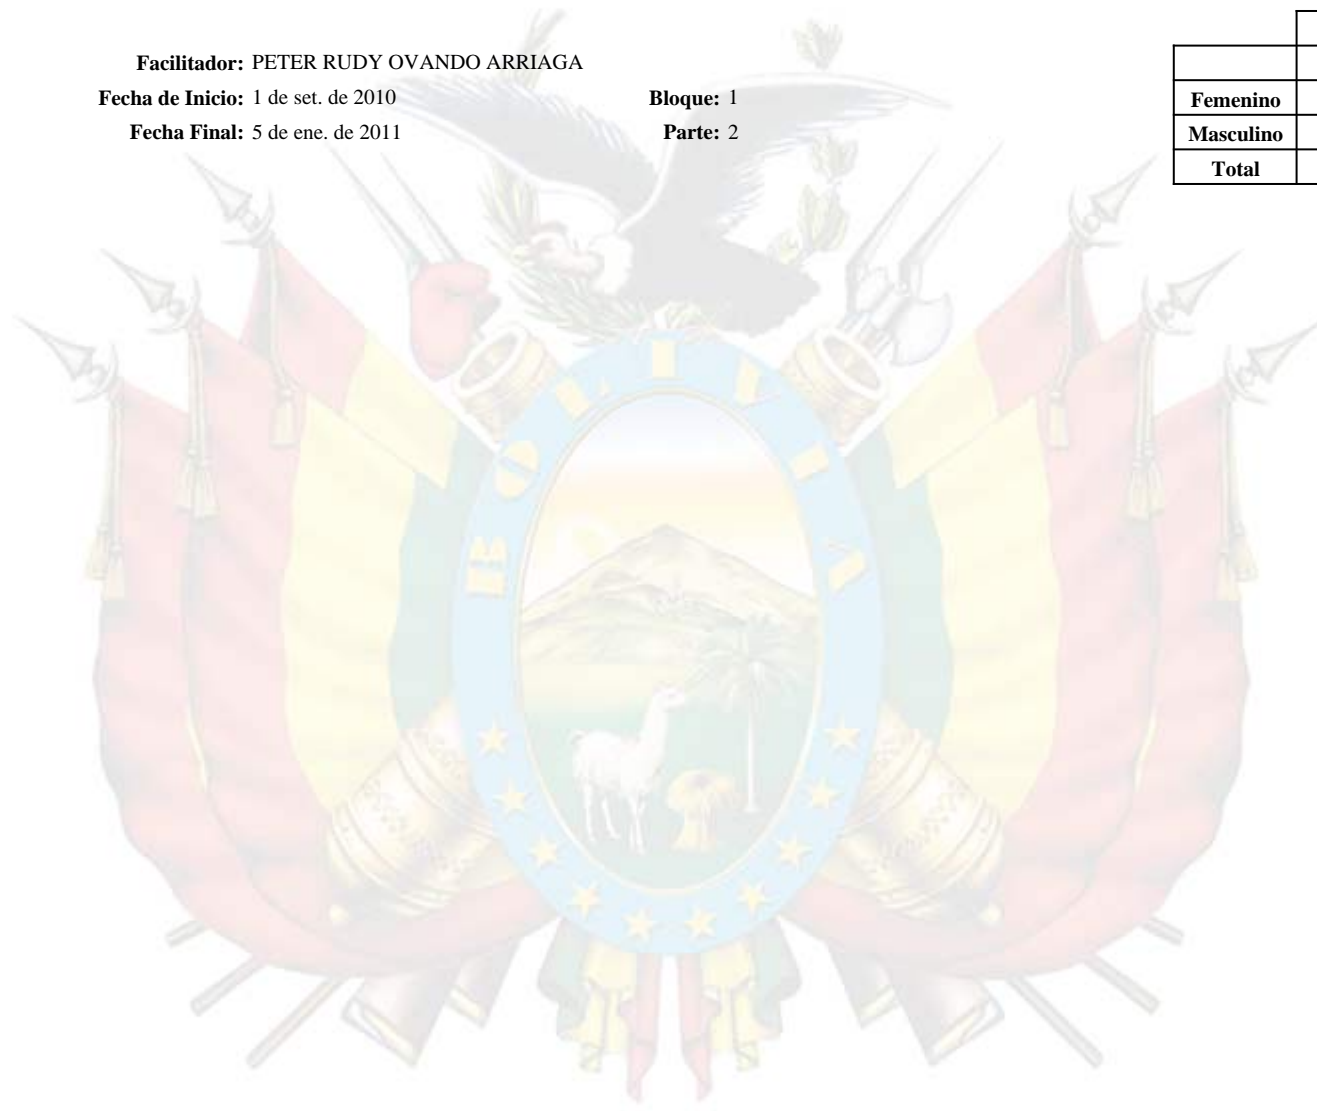 Facilitador: PETER RUDY OVANDO ARRIAGA
Fecha de Inicio: 1 de set. de 2010 Bloque: 1
Fecha Final: 5 de ene. de 2011 Parte: 2
Femenino
Masculino
Total
BOLIVIA